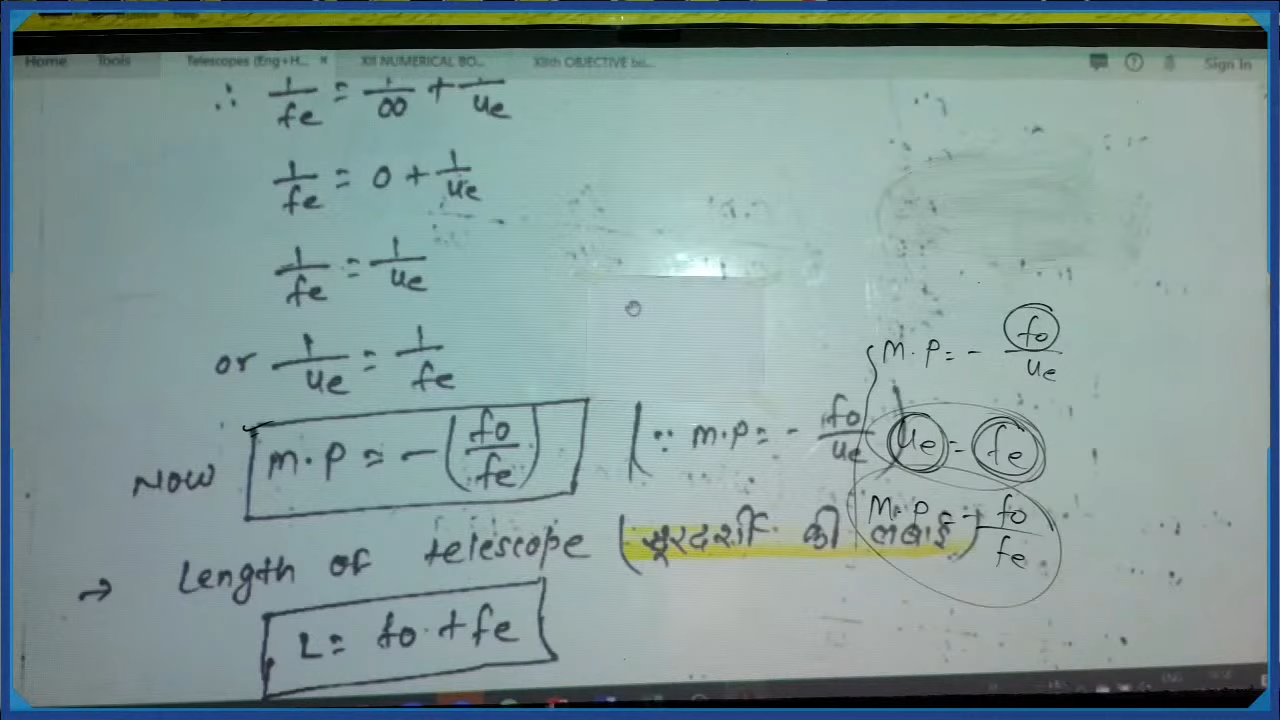 Home Tools Telescopes (Eng+H... × XII NUMERICAL BO... XIIth OBJECTIVE bo... Sign In
∴ 1/fe = 1/∞ + 1/ue
1/fe = 0 + 1/ue
1/fe = 1/ue
or 1/ue = 1/fe
M.P = - fo/ue
Now m.p = -(fo/fe) (∵ m.p = - fo/ue)
ue = fe
M.P = - fo/fe
→ Length of telescope (दूरदर्शी की लंबाई)
L = fo + fe